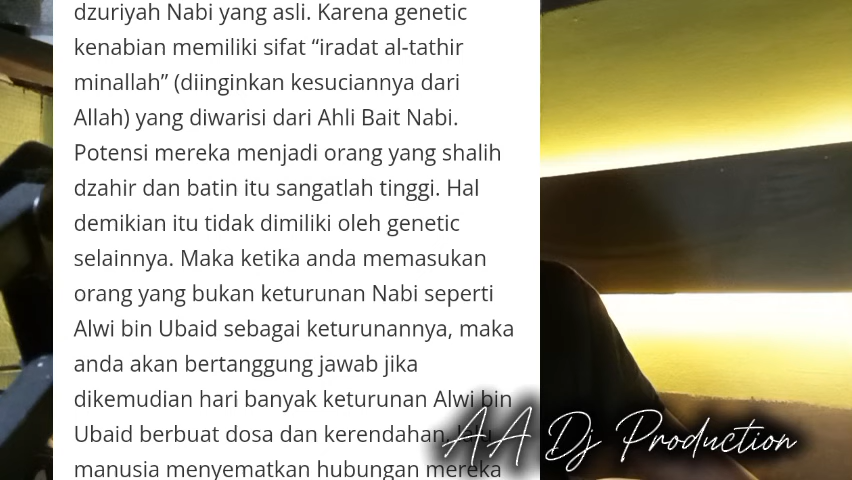 dzuriyah Nabi yang asli. Karena genetic
kenabian memiliki sifat “iradat al-tathir
minallah” (diinginkan kesuciannya dari
Allah) yang diwarisi dari Ahli Bait Nabi.
Potensi mereka menjadi orang yang shalih
dzahir dan batin itu sangatlah tinggi. Hal
demikian itu tidak dimiliki oleh genetic
selainnya. Maka ketika anda memasukan
orang yang bukan keturunan Nabi seperti
Alwi bin Ubaid sebagai keturunannya, maka
anda akan bertanggung jawab jika
dikemudian hari banyak keturunan Alwi bin
Ubaid berbuat dosa dan kerendahan, lalu
manusia menyematkan hubungan mereka
AA Dj Production